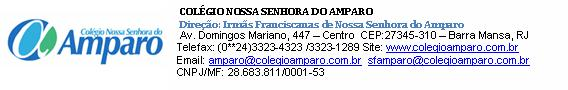 Colégio Nossa Senhora do
Amparo
COLÉGIO NOSSA SENHORA DO AMPARO
Direção: Irmãs Franciscanas de Nossa Senhora do Amparo
Av. Domingos Mariano, 447 – Centro CEP:27345-310 – Barra Mansa, RJ
Telefax: (0**24)3323-4323 /3323-1289 Site: www.colegioamparo.com.br
Email: amparo@colegioamparo.com.br sfamparo@colegioamparo.com.br
CNPJ/MF: 28.683.811/0001-53